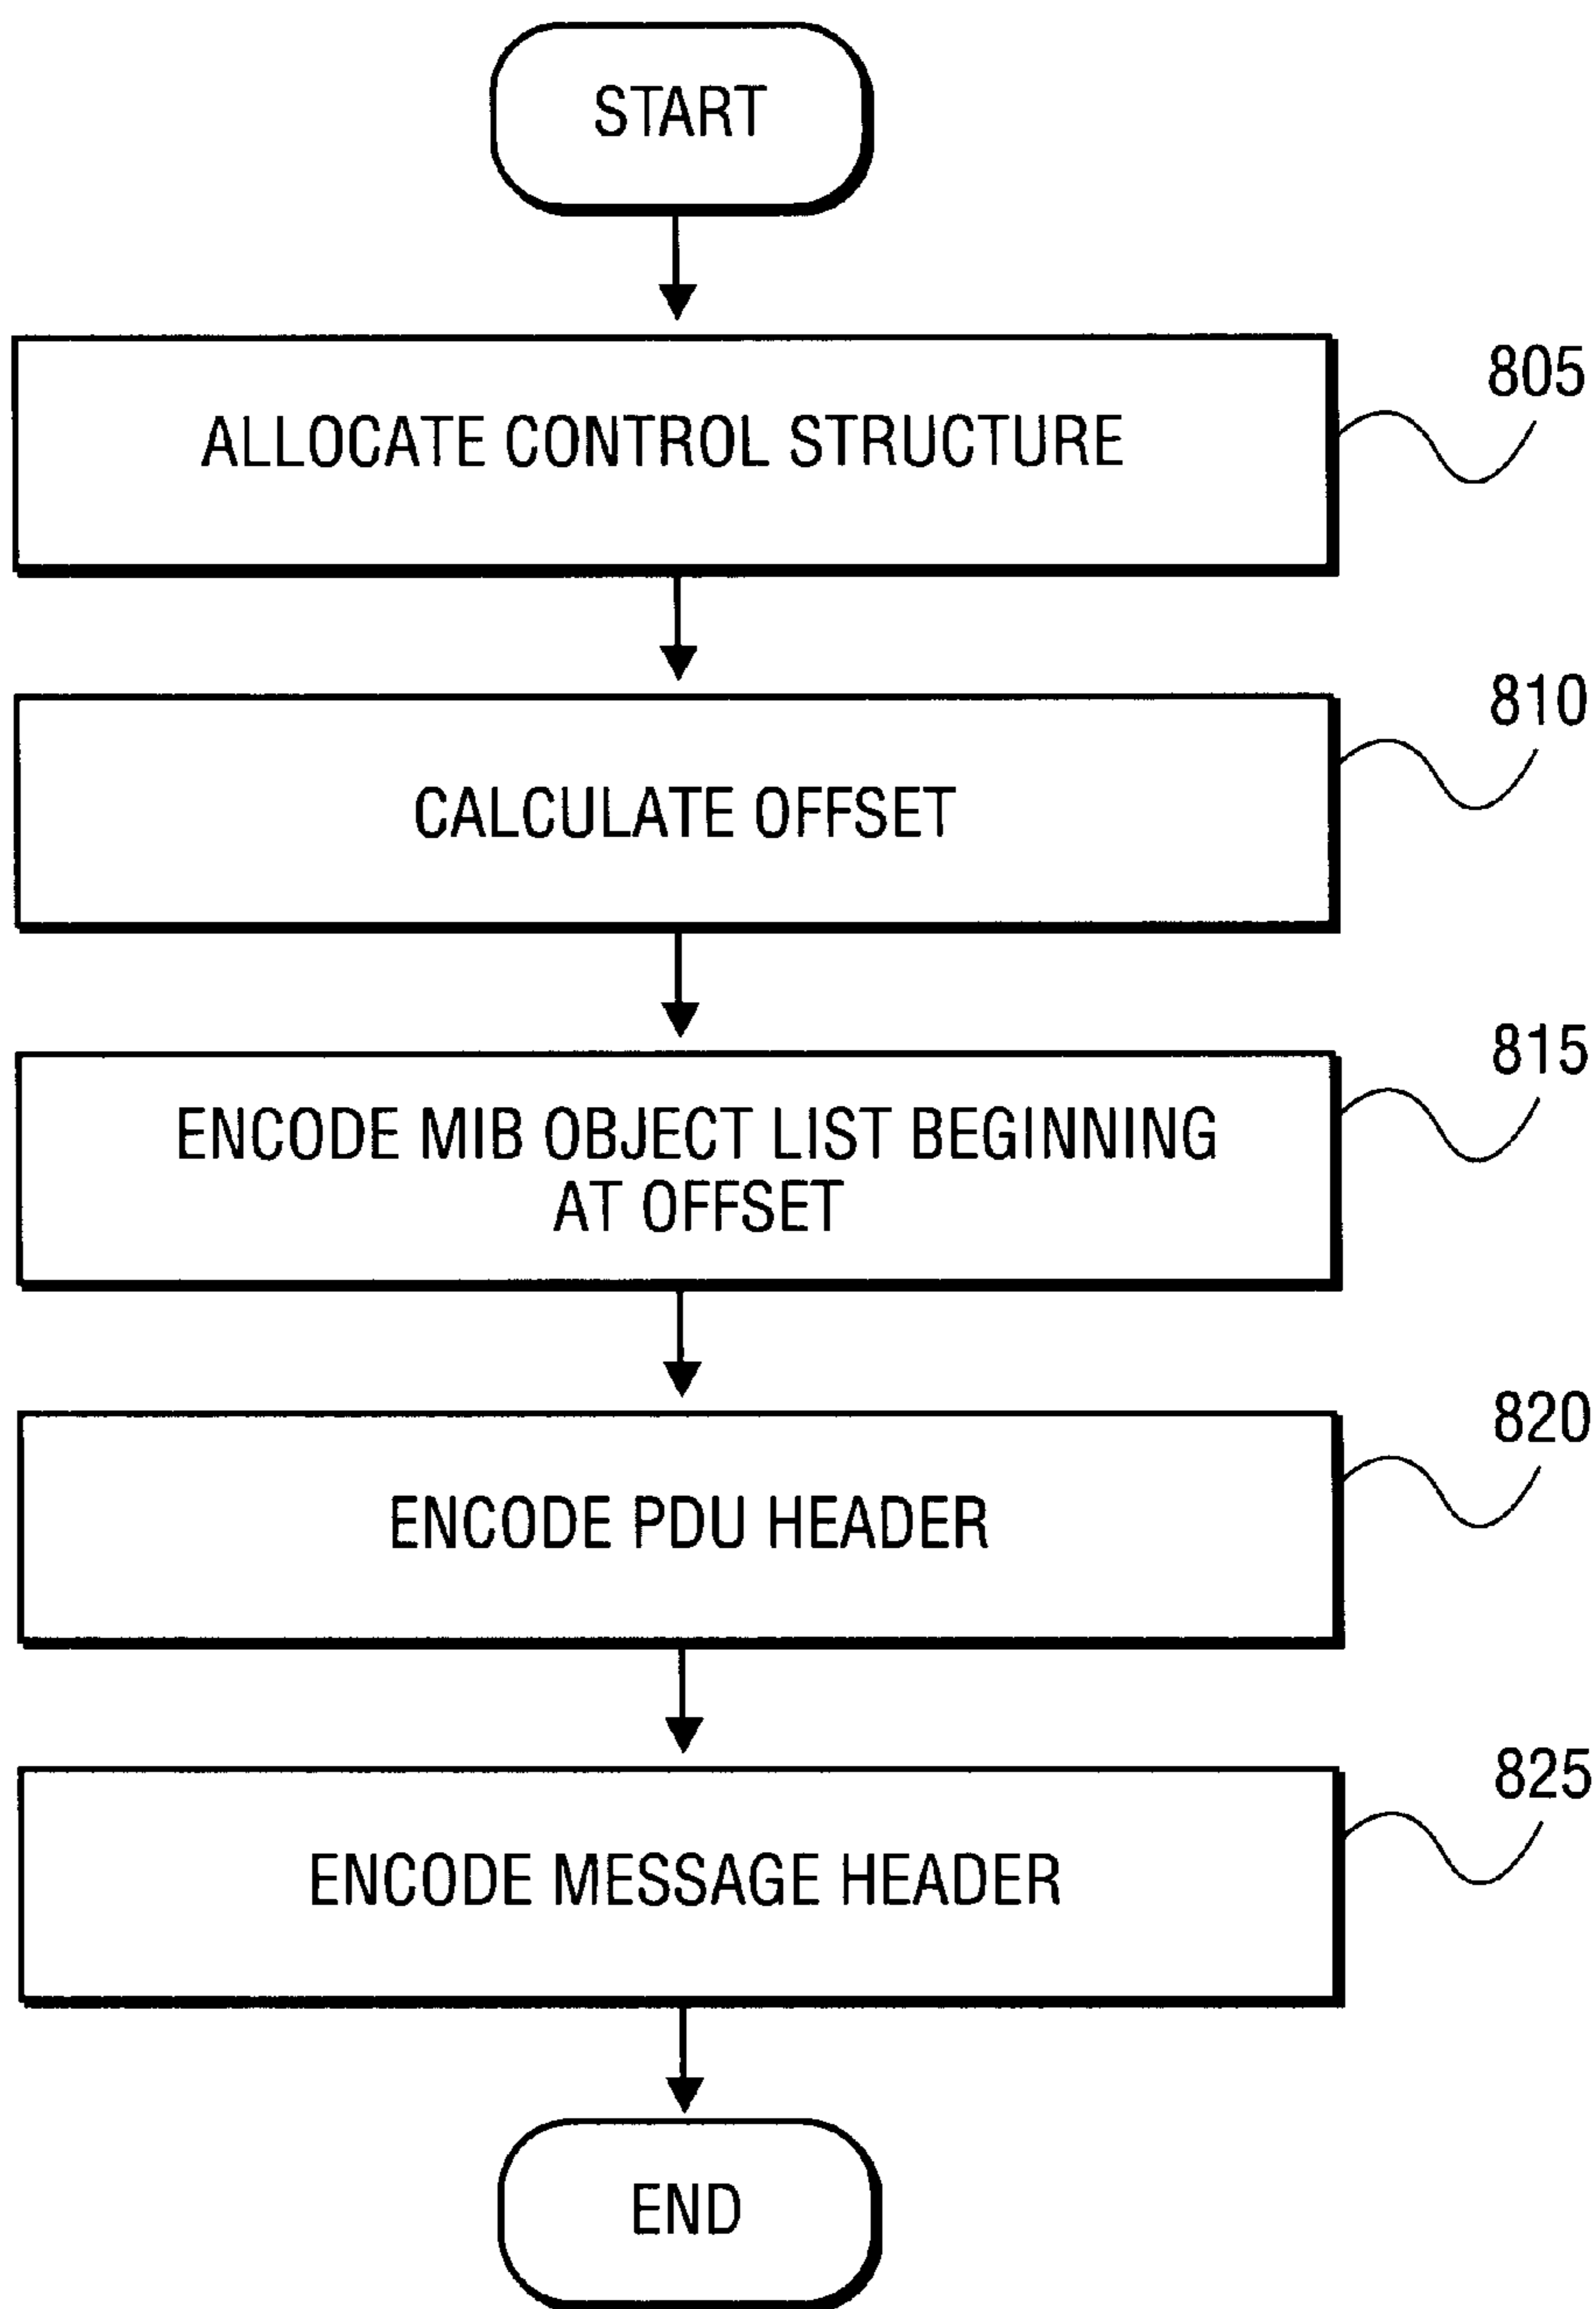 START
ALLOCATE CONTROL STRUCTURE
805
CALCULATE OFFSET
810
ENCODE MIB OBJECT LIST BEGINNING
AT OFFSET
815
ENCODE PDU HEADER
820
ENCODE MESSAGE HEADER
825
END